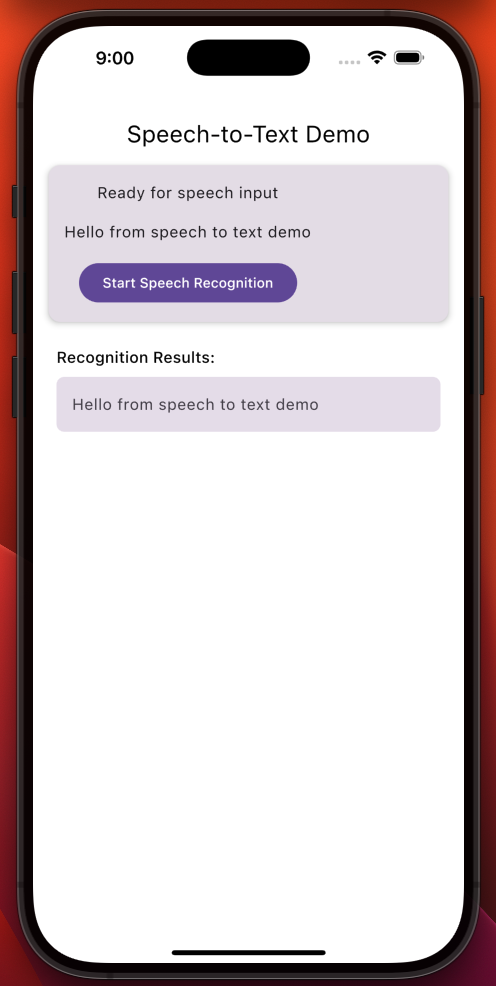 9:00
Speech-to-Text Demo
Ready for speech input
Hello from speech to text demo
Start Speech Recognition
Recognition Results:
Hello from speech to text demo